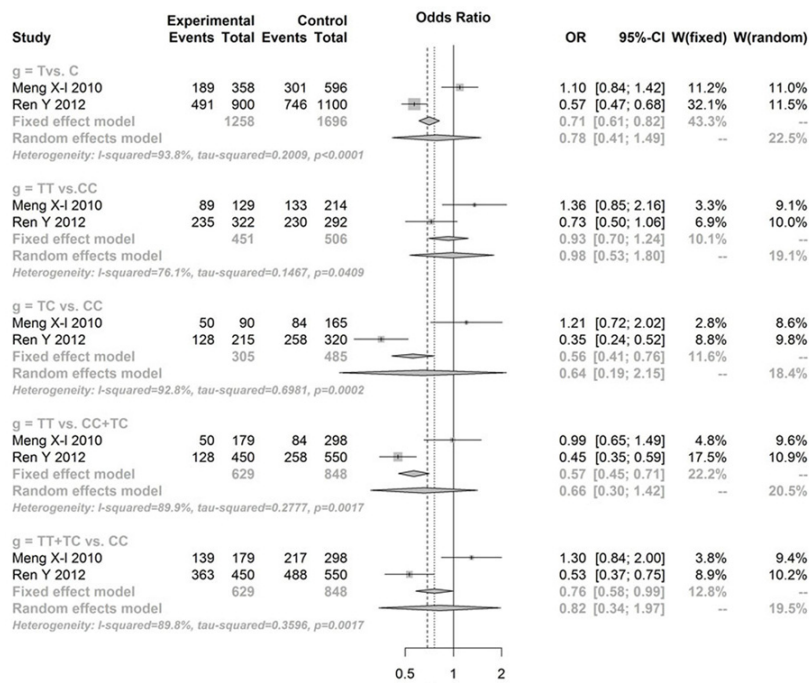 Experimental Control Odds Ratio
Study Events Total Events Total OR 95%-CI W(fixed) W(random)
g = Tvs. C
Meng X-I 2010 189 358 301 596 1.10 [0.84; 1.42] 11.2% 11.0%
Ren Y 2012 491 900 746 1100 0.57 [0.47; 0.68] 32.1% 11.5%
Fixed effect model 1258 1696 0.71 [0.61; 0.82] 43.3% --
Random effects model 0.78 [0.41; 1.49] -- 22.5%
Heterogeneity: I-squared=93.8%, tau-squared=0.2009, p<0.0001
g = TT vs.CC
Meng X-I 2010 89 129 133 214 1.36 [0.85; 2.16] 3.3% 9.1%
Ren Y 2012 235 322 230 292 0.73 [0.50; 1.06] 6.9% 10.0%
Fixed effect model 451 506 0.93 [0.70; 1.24] 10.1% --
Random effects model 0.98 [0.53; 1.80] -- 19.1%
Heterogeneity: I-squared=76.1%, tau-squared=0.1467, p=0.0409
g = TC vs. CC
Meng X-I 2010 50 90 84 165 1.21 [0.72; 2.02] 2.8% 8.6%
Ren Y 2012 128 215 258 320 0.35 [0.24; 0.52] 8.8% 9.8%
Fixed effect model 305 485 0.56 [0.41; 0.76] 11.6% --
Random effects model 0.64 [0.19; 2.15] -- 18.4%
Heterogeneity: I-squared=92.8%, tau-squared=0.6981, p=0.0002
g = TT vs. CC+TC
Meng X-I 2010 50 179 84 298 0.99 [0.65; 1.49] 4.8% 9.6%
Ren Y 2012 128 450 258 550 0.45 [0.35; 0.59] 17.5% 10.9%
Fixed effect model 629 848 0.57 [0.45; 0.71] 22.2% --
Random effects model 0.66 [0.30; 1.42] -- 20.5%
Heterogeneity: I-squared=89.9%, tau-squared=0.2777, p=0.0017
g = TT+TC vs. CC
Meng X-I 2010 139 179 217 298 1.30 [0.84; 2.00] 3.8% 9.4%
Ren Y 2012 363 450 488 550 0.53 [0.37; 0.75] 8.9% 10.2%
Fixed effect model 629 848 0.76 [0.58; 0.99] 12.8% --
Random effects model 0.82 [0.34; 1.97] -- 19.5%
Heterogeneity: I-squared=89.8%, tau-squared=0.3596, p=0.0017
0.5 1 2